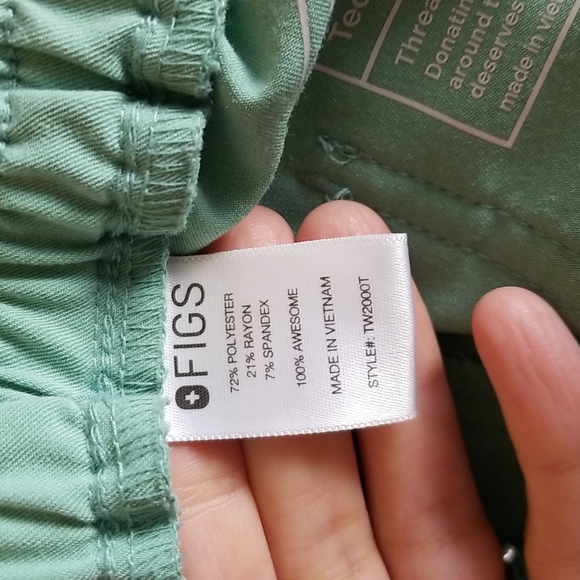 FIGS
72% POLYESTER
21% RAYON
7% SPANDEX
100% AWESOME
MADE IN VIETNAM
STYLE#: TW2000T
Donatin
around t
deserves
made in Vie